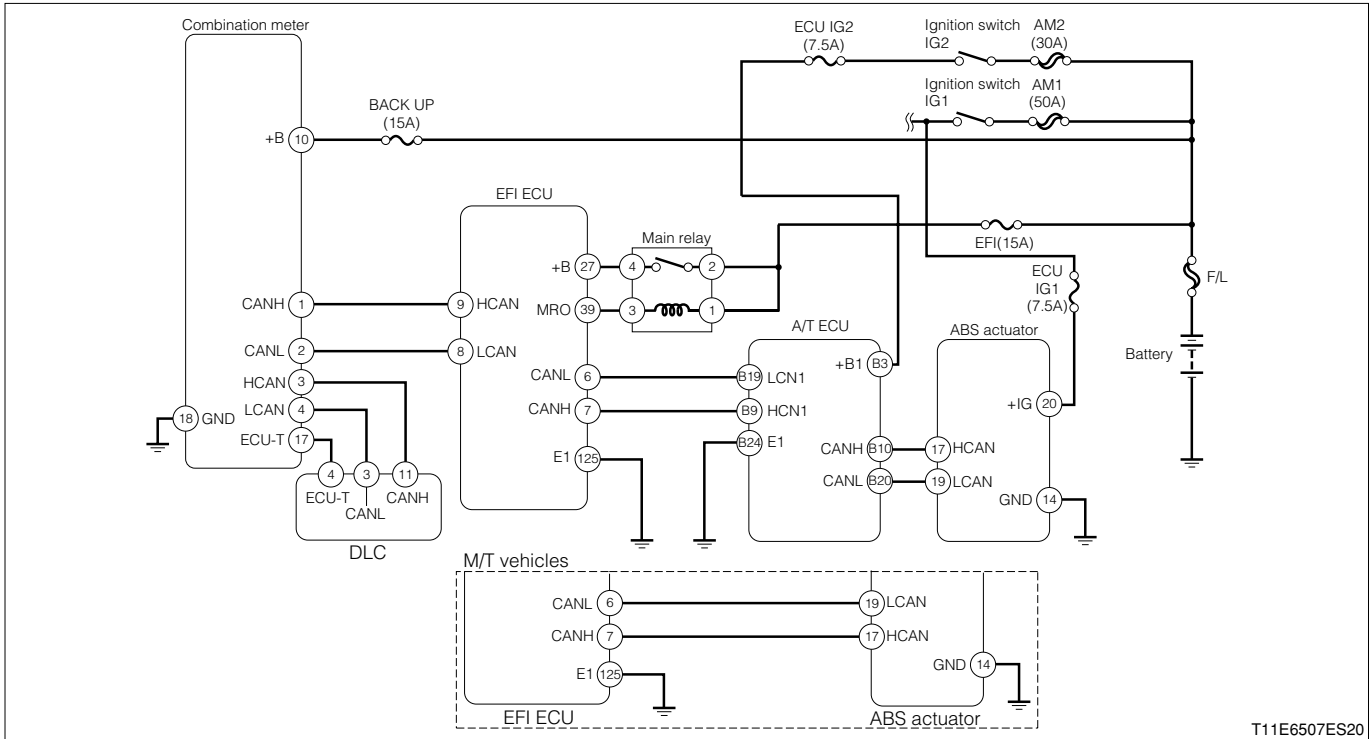 Combination meter
ECU IG2
(7.5A)
Ignition switch
IG2
AM2
(30A)
Ignition switch
IG1
AM1
(50A)
BACK UP
(15A)
+B 10
EFI ECU
Main relay
EFI(15A)
+B 27 4 2
MRO 39 3 1
ECU
IG1
(7.5A)
F/L
Battery
A/T ECU
ABS actuator
CANH 1 9 HCAN
CANL 2 8 LCAN
+B1 B3
HCAN 3
CANL 6 B19 LCN1
LCAN 4
CANH 7 B9 HCN1
+IG 20
18 GND
ECU-T 17
E1 125
B24 E1
CANH B10 17 HCAN
CANL B20 19 LCAN
GND 14
4 3 11
ECU-T CANH
CANL
DLC
M/T vehicles
CANL 6 19 LCAN
CANH 7 17 HCAN
E1 125
GND 14
EFI ECU
ABS actuator
T11E6507ES20